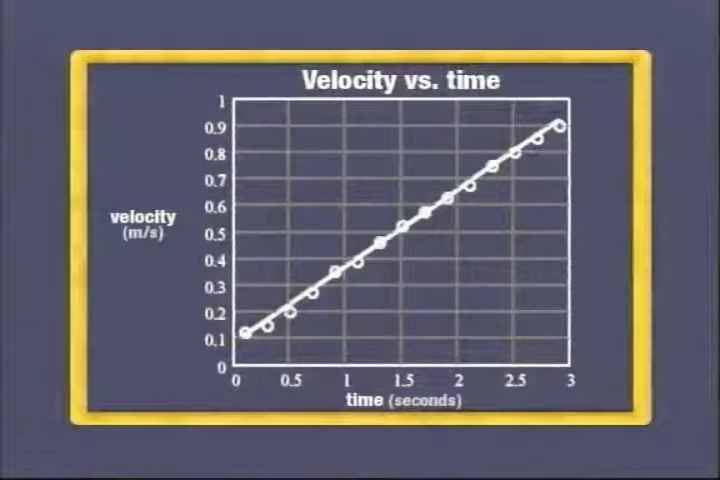 Velocity vs. time
1
0.9
0.8
0.7
0.6
velocity
(m/s)
0.5
0.4
0.3
0.2
0.1
0
0 0.5 1 1.5 2 2.5 3
time (seconds)